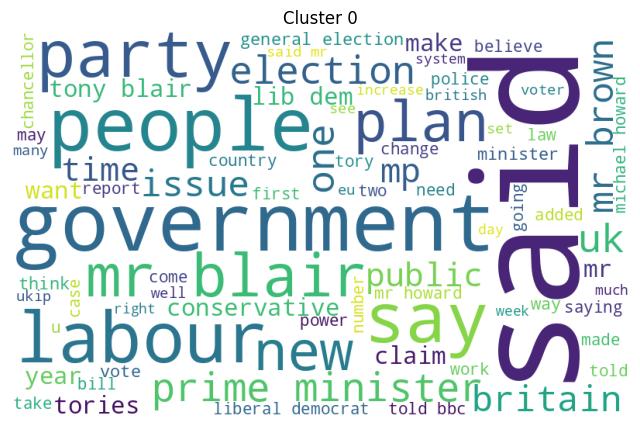 Cluster 0
chancellor
party
general election
said mr
make
believe
system
election
tony blair
lib dem
increase
police
british
voter
said
mr brown
michael howard
may
many
people
see
plan
set
law
one
change
minister
time
country
tory
mp
want
report
issue
first
eu
two
need
going
added
government
day
uk
think
mr blair
come
well
public
mr howard
mr
much
ukip
case
u
right
conservative
power
number
say
week
way
saying
labour
new
claim
made
year
vote
bill
prime minister
work
told
take
tories
liberal democrat
told bbc
britain